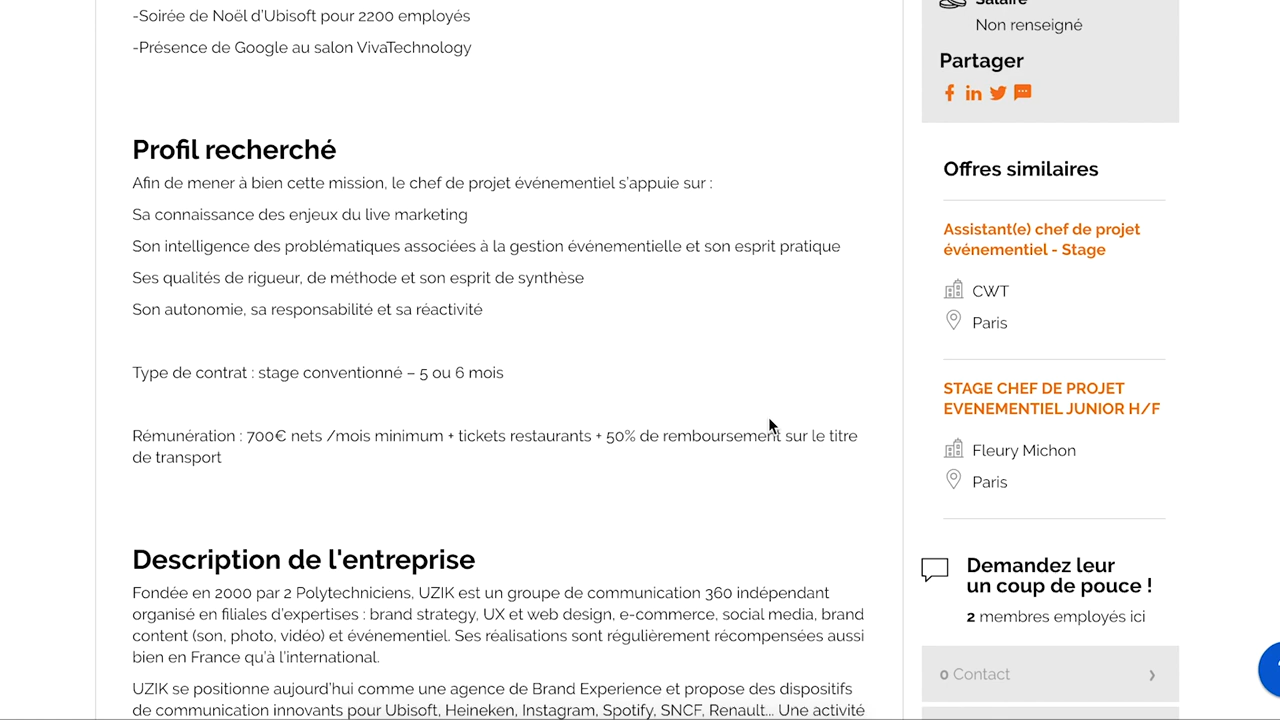 -Soirée de Noël d'Ubisoft pour 2200 employés
-Présence de Google au salon VivaTechnology
Profil recherché
Afin de mener à bien cette mission, le chef de projet événementiel s'appuie sur :
Sa connaissance des enjeux du live marketing
Son intelligence des problématiques associées à la gestion événementielle et son esprit pratique
Ses qualités de rigueur, de méthode et son esprit de synthèse
Son autonomie, sa responsabilité et sa réactivité
Type de contrat : stage conventionné – 5 ou 6 mois
Rémunération : 700€ nets /mois minimum + tickets restaurants + 50% de remboursement sur le titre
de transport
Description de l'entreprise
Fondée en 2000 par 2 Polytechniciens, UZIK est un groupe de communication 360 indépendant
organisé en filiales d'expertises : brand strategy, UX et web design, e-commerce, social media, brand
content (son, photo, vidéo) et événementiel. Ses réalisations sont régulièrement récompensées aussi
bien en France qu'à l'international.
UZIK se positionne aujourd'hui comme une agence de Brand Experience et propose des dispositifs
de communication innovants pour Ubisoft, Heineken, Instagram, Spotify, SNCF, Renault... Une activité
Salaire
Non renseigné
Partager
Offres similaires
Assistant(e) chef de projet
événementiel - Stage
CWT
Paris
STAGE CHEF DE PROJET
EVENEMENTIEL JUNIOR H/F
Fleury Michon
Paris
Demandez leur
un coup de pouce !
2 membres employés ici
0 Contact